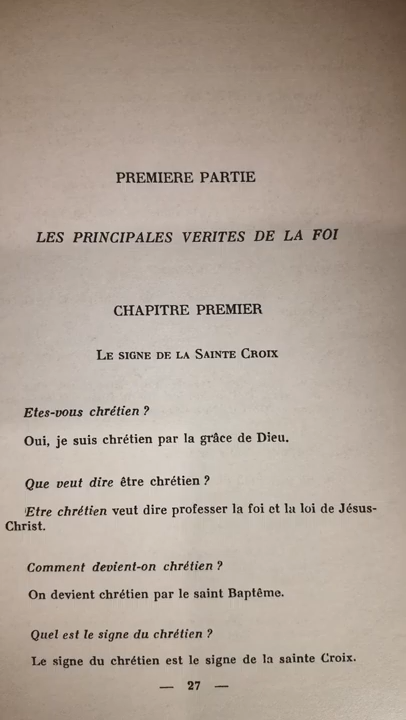 PREMIERE PARTIE
LES PRINCIPALES VERITES DE LA FOI
CHAPITRE PREMIER
LE SIGNE DE LA SAINTE CROIX
Etes-vous chrétien ?
Oui, je suis chrétien par la grâce de Dieu.
Que veut dire être chrétien ?
Etre chrétien veut dire professer la foi et la loi de Jésus-
Christ.
Comment devient-on chrétien ?
On devient chrétien par le saint Baptême.
Quel est le signe du chrétien ?
Le signe du chrétien est le signe de la sainte Croix.
— 27 —